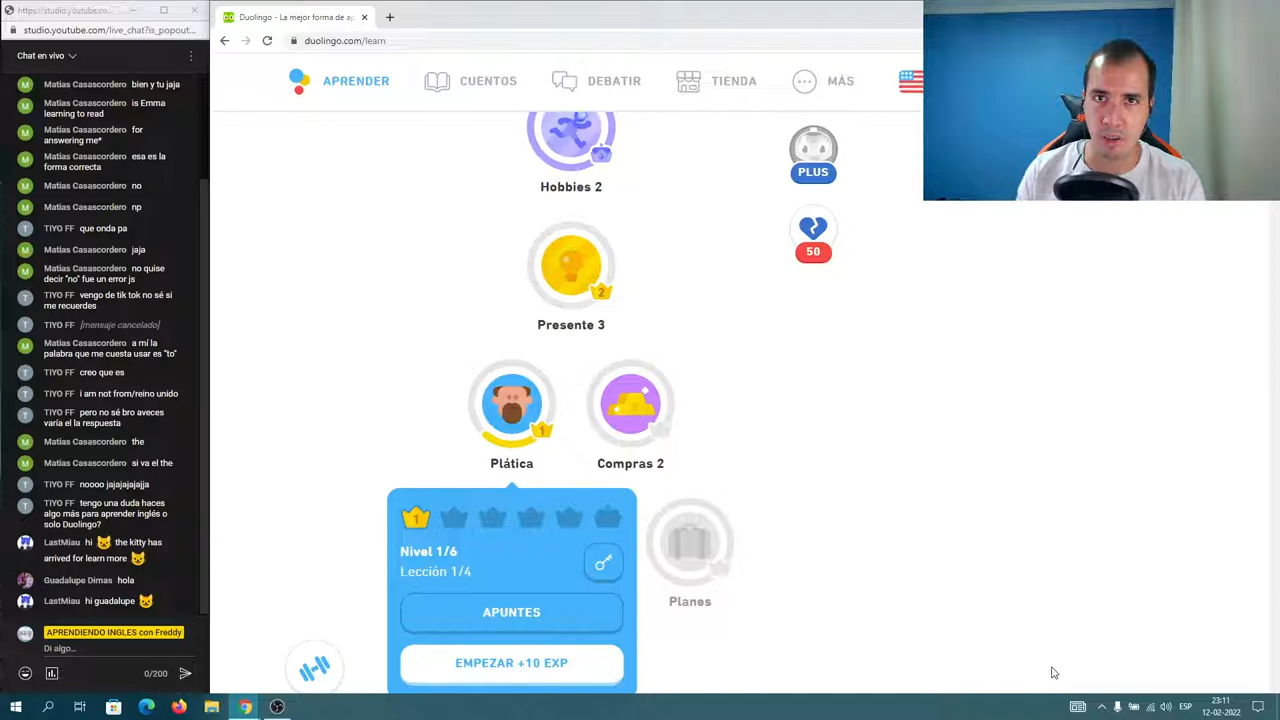 https://studio.youtube.co...
studio.youtube.com/live_chat?is_popout...
Chat en vivo
M Matias Casascordero bien y tu jaja
M Matias Casascordero is Emma
learning to read
M Matias Casascordero for
answering me*
M Matias Casascordero esa es la
forma correcta
M Matias Casascordero no
M Matias Casascordero np
T TIYO FF que onda pa
M Matias Casascordero jaja
M Matias Casascordero no quise
decir "no" fue un error js
T TIYO FF vengo de tik tok no sé si
me recuerdes
T TIYO FF [mensaje cancelado]
M Matias Casascordero a mí la
palabra que me cuesta usar es "to"
T TIYO FF creo que es
T TIYO FF i am not from/reino unido
T TIYO FF pero no sé bro aveces
varía el la respuesta
M Matias Casascordero the
M Matias Casascordero si va el the
T TIYO FF noooo jajajajajajja
T TIYO FF tengo una duda haces
algo más para aprender inglés o
solo Duolingo?
LastMiau hi the kitty has
arrived for learn more
Guadalupe Dimas hola
LastMiau hi guadalupe
APRENDIENDO INGLES con Freddy
Di algo...
0/200
Duolingo - La mejor forma de ap
duolingo.com/learn
APRENDER
CUENTOS
DEBATIR
TIENDA
MÁS
Hobbies 2
PLUS
50
2
Presente 3
1
Plática
Compras 2
1
Nivel 1/6
Lección 1/4
APUNTES
EMPEZAR +10 EXP
Planes
ESP
23:11
12-02-2022